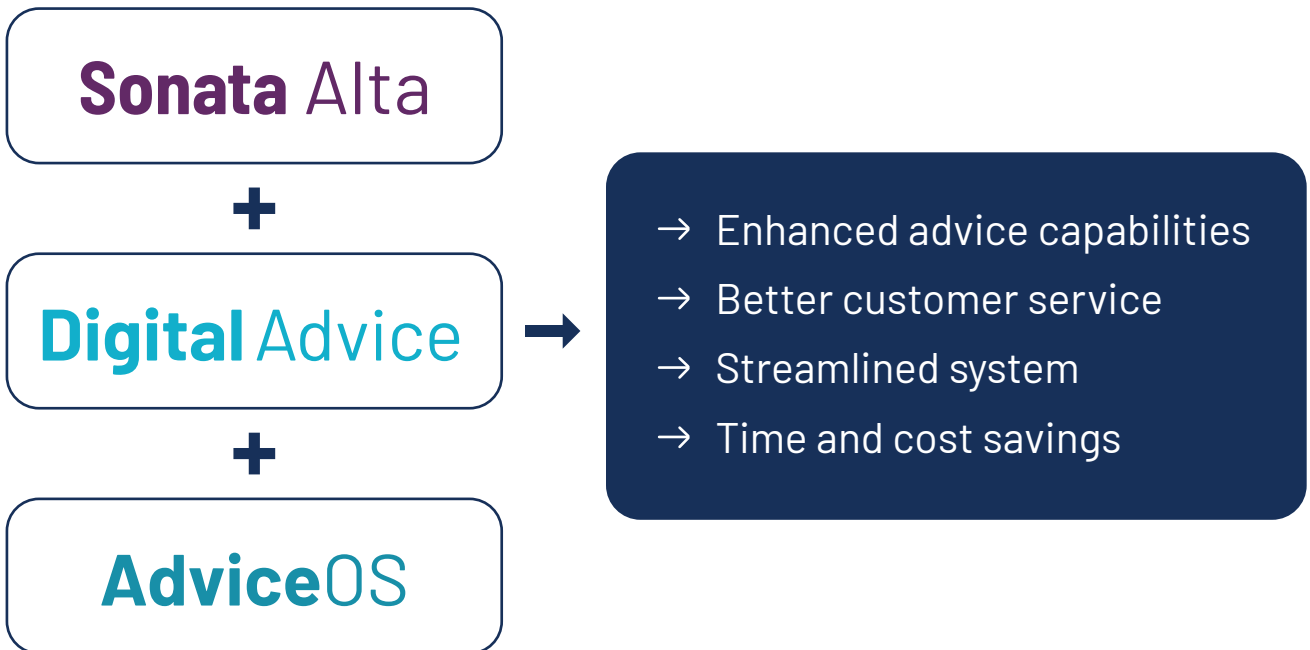 Sonata Alta
+
Digital Advice
+
AdviceOS
→ Enhanced advice capabilities
→ Better customer service
→ Streamlined system
→ Time and cost savings